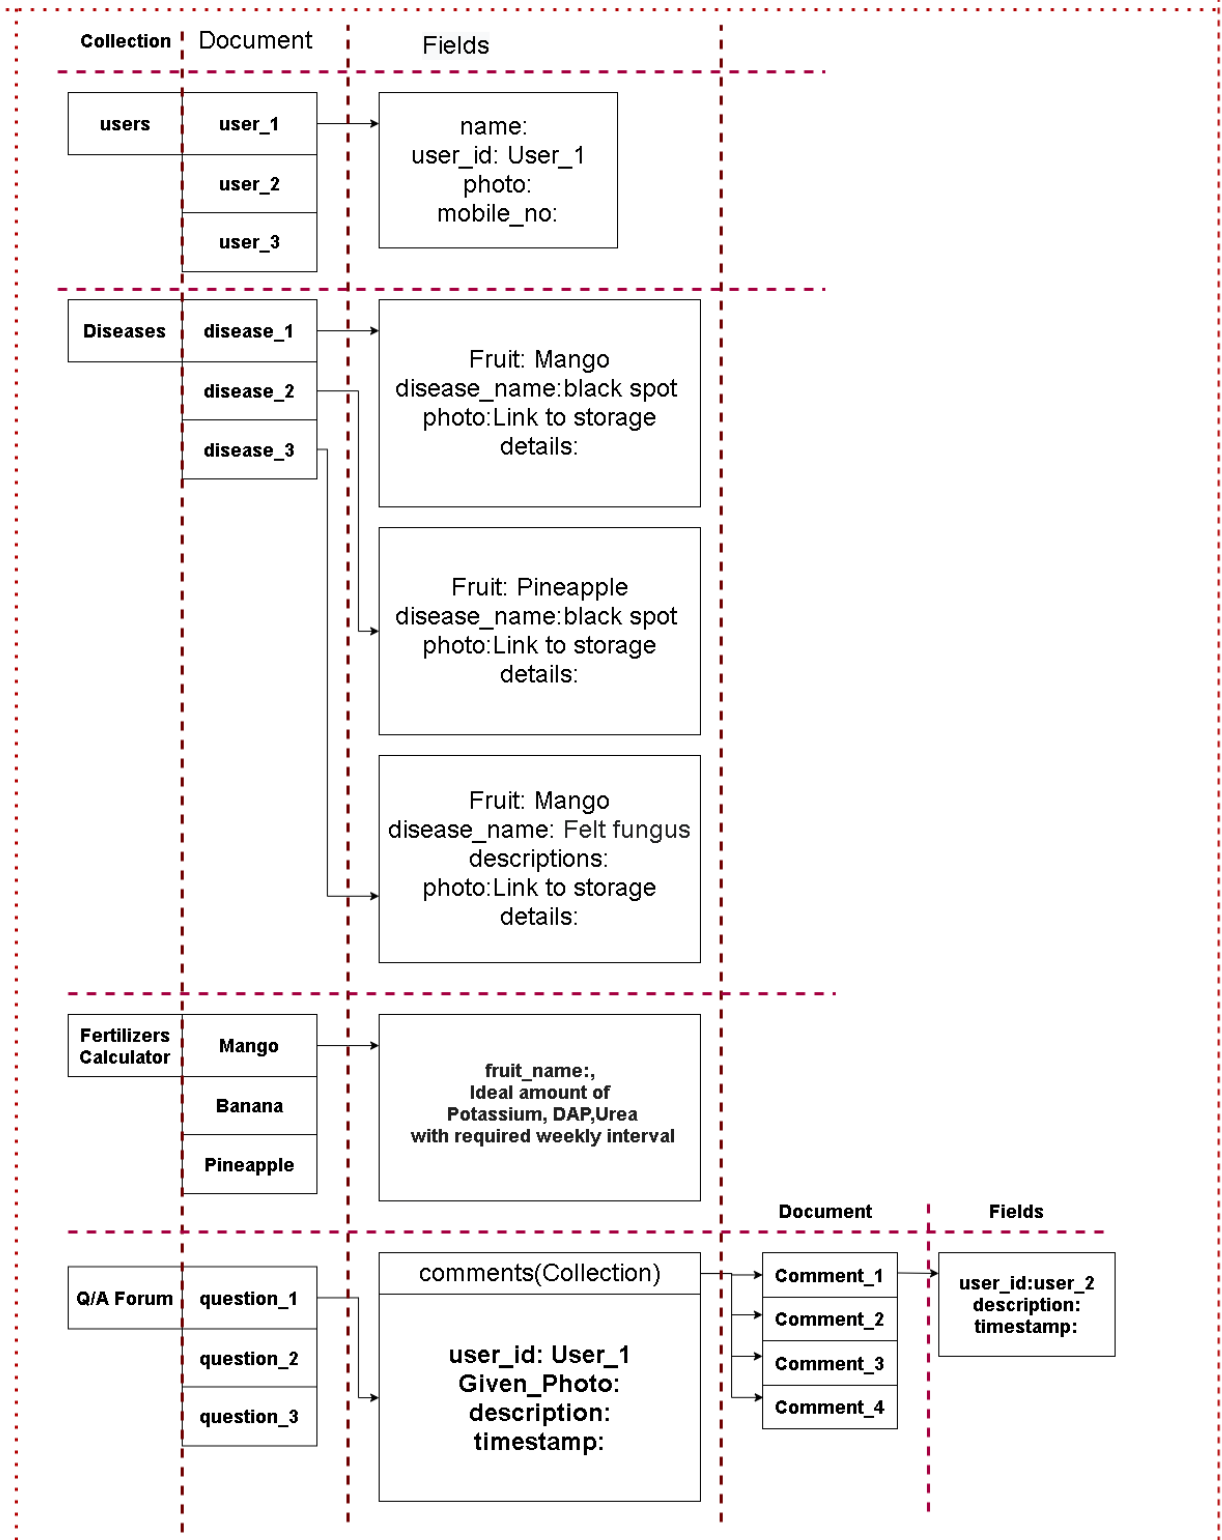 Collection
Document
Fields
users
user_1
user_2
user_3
name:
user_id: User_1
photo:
mobile_no:
Diseases
disease_1
disease_2
disease_3
Fruit: Mango
disease_name:black spot
photo:Link to storage
details:
Fruit: Pineapple
disease_name:black spot
photo:Link to storage
details:
Fruit: Mango
disease_name: Felt fungus
descriptions:
photo:Link to storage
details:
Fertilizers
Calculator
Mango
Banana
Pineapple
fruit_name:,
Ideal amount of
Potassium, DAP,Urea
with required weekly interval
Document
Fields
Q/A Forum
question_1
question_2
question_3
comments(Collection)
user_id: User_1
Given_Photo:
description:
timestamp:
Comment_1
Comment_2
Comment_3
Comment_4
user_id:user_2
description:
timestamp: